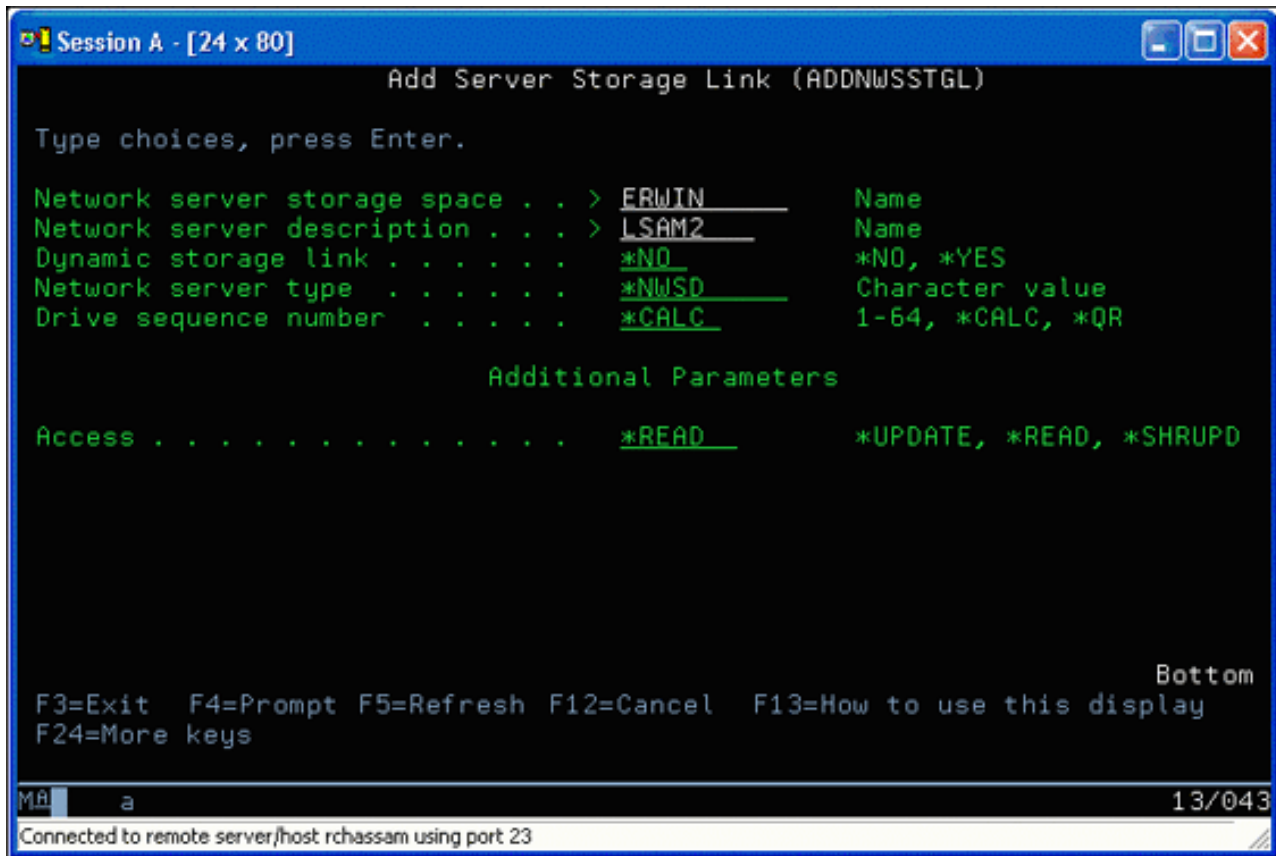 Session A - [24 x 80]
Add Server Storage Link (ADDNWSSTGL)
Type choices, press Enter.
Network server storage space . . > ERWIN Name
Network server description . . . > LSAM2 Name
Dynamic storage link . . . . . . *NO *NO, *YES
Network server type . . . . . . *NWSD Character value
Drive sequence number . . . . . *CALC 1-64, *CALC, *QR
Additional Parameters
Access . . . . . . . . . . . . . *READ *UPDATE, *READ, *SHRUPD
Bottom
F3=Exit F4=Prompt F5=Refresh F12=Cancel F13=How to use this display
F24=More keys
MA a 13/043
Connected to remote server/host rchassam using port 23